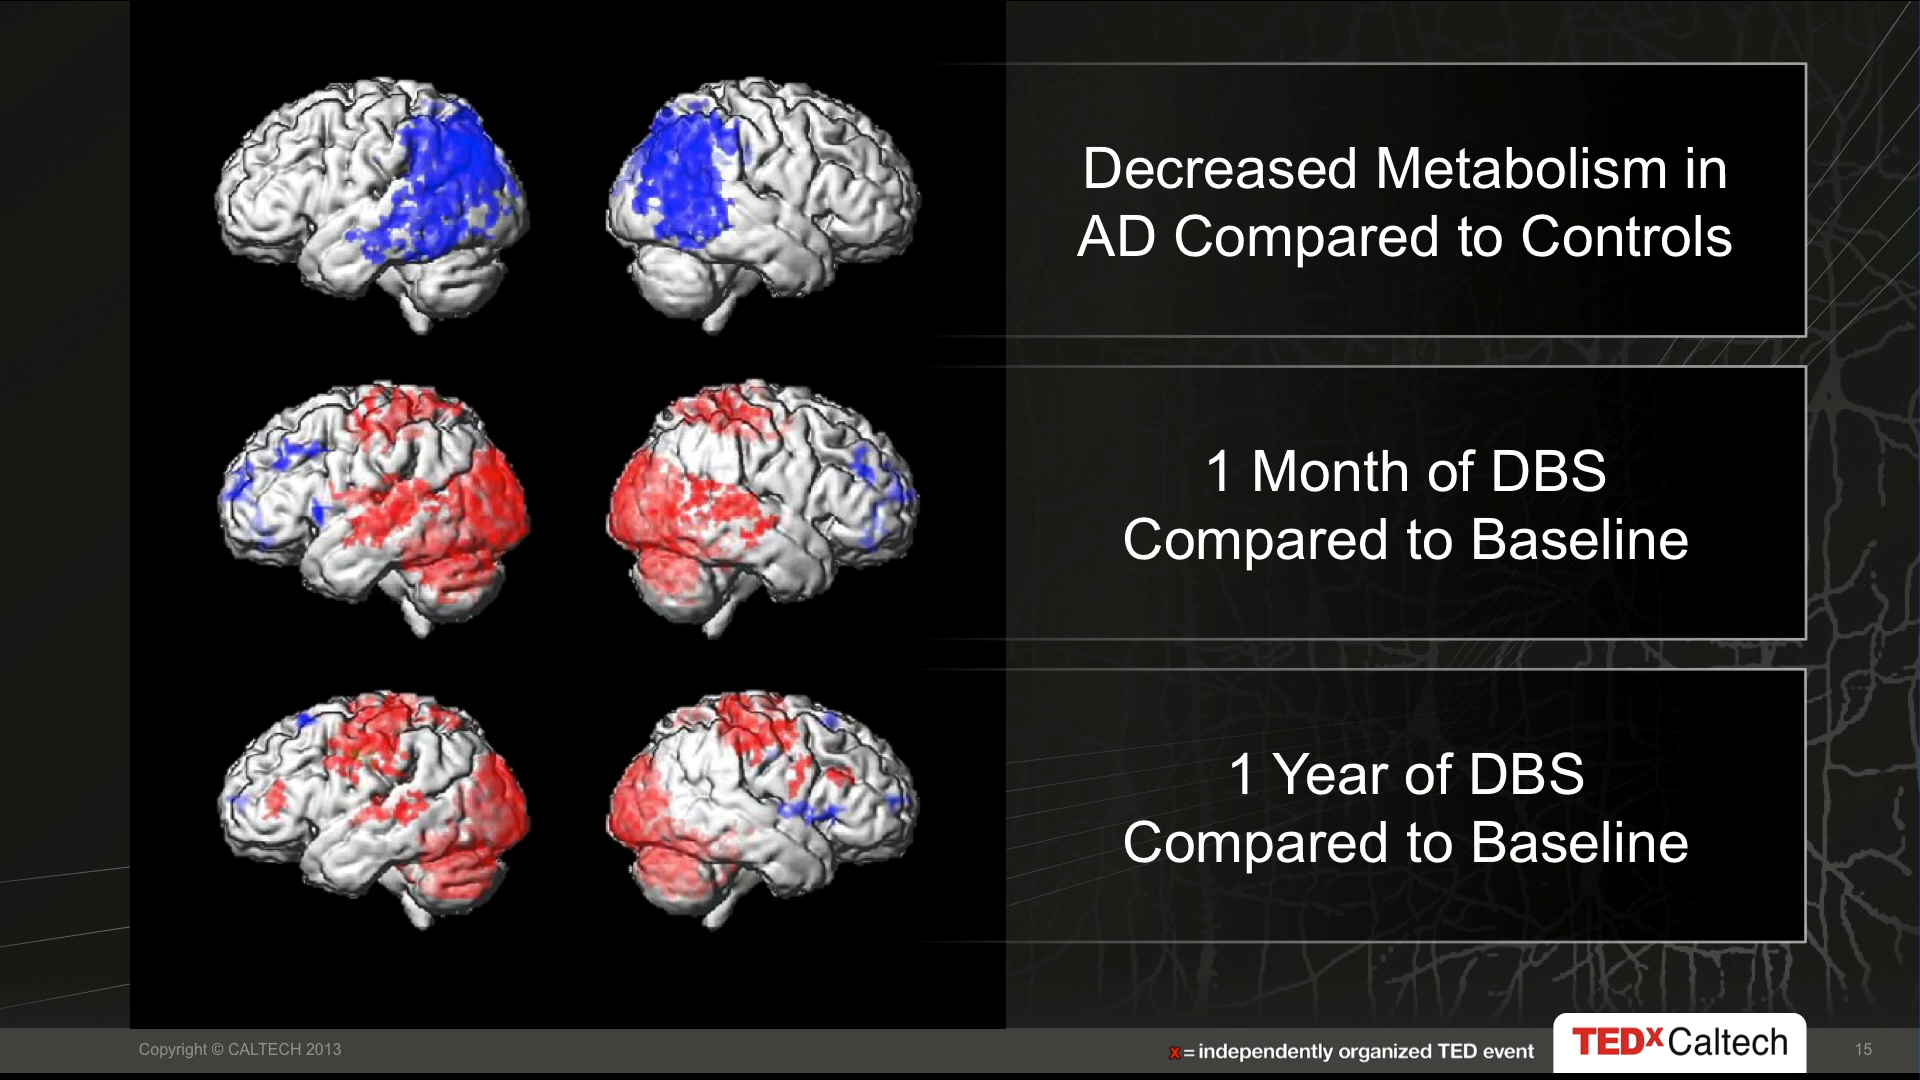 Decreased Metabolism in
AD Compared to Controls
1 Month of DBS
Compared to Baseline
1 Year of DBS
Compared to Baseline
Copyright © CALTECH 2013
x = independently organized TED event
TEDxCaltech
15